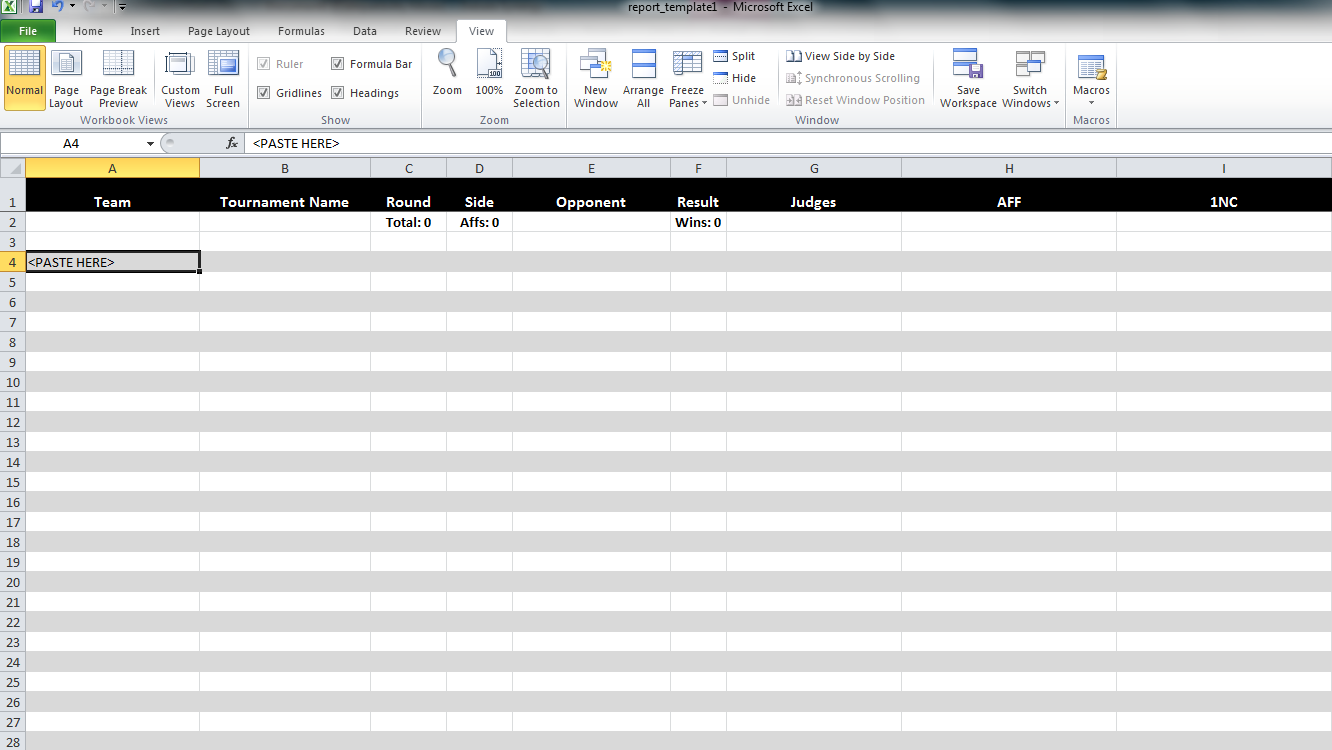 report_template1 - Microsoft Excel
File Home Insert Page Layout Formulas Data Review View
Normal
Page Layout
Page Break Preview
Custom Views
Full Screen
Workbook Views
Ruler
Formula Bar
Gridlines
Headings
Show
Zoom
100%
Zoom to Selection
Zoom
New Window
Arrange All
Freeze Panes
Split
Hide
Unhide
View Side by Side
Synchronous Scrolling
Reset Window Position
Window
Save Workspace
Switch Windows
Macros
Macros
A4 fx <PASTE HERE>
A B C D E F G H I
1 Team Tournament Name Round Side Opponent Result Judges AFF 1NC
2 Total: 0 Affs: 0 Wins: 0
3
4 <PASTE HERE>
5
6
7
8
9
10
11
12
13
14
15
16
17
18
19
20
21
22
23
24
25
26
27
28